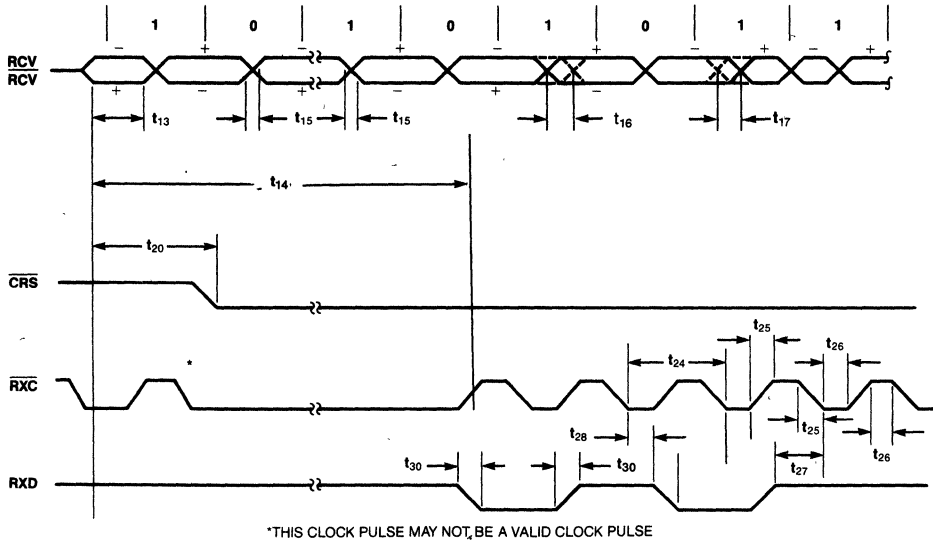 1 0 1 0 1 0 1 1
− + − + − + − + − +
RCV
RCV
+ − + − + −
t13 t15 t15 t16 t17
t14
t20
CRS
t25 t26
t24
*
RXC
t28 t25 t26
t30 t30 t27
RXD
*THIS CLOCK PULSE MAY NOT BE A VALID CLOCK PULSE